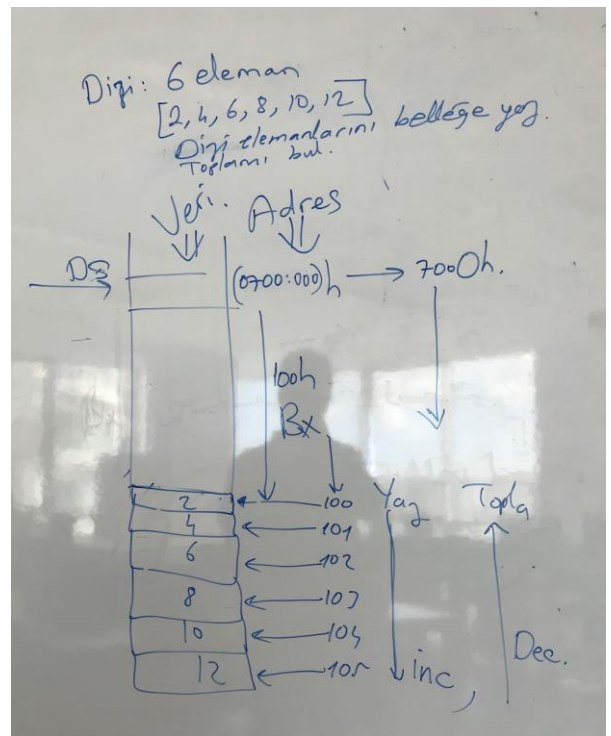 Dizi: 6 eleman
[2, 4, 6, 8, 10, 12]
Dizi elemanlarını belleğe yaz.
Toplamı bul.
Veri. Adres
DS (0700:000)h → 7000h.
100h
Bx
2 100 Yaz Topla
4 101
6 102
8 103
10 104
12 105 inc, Dec.